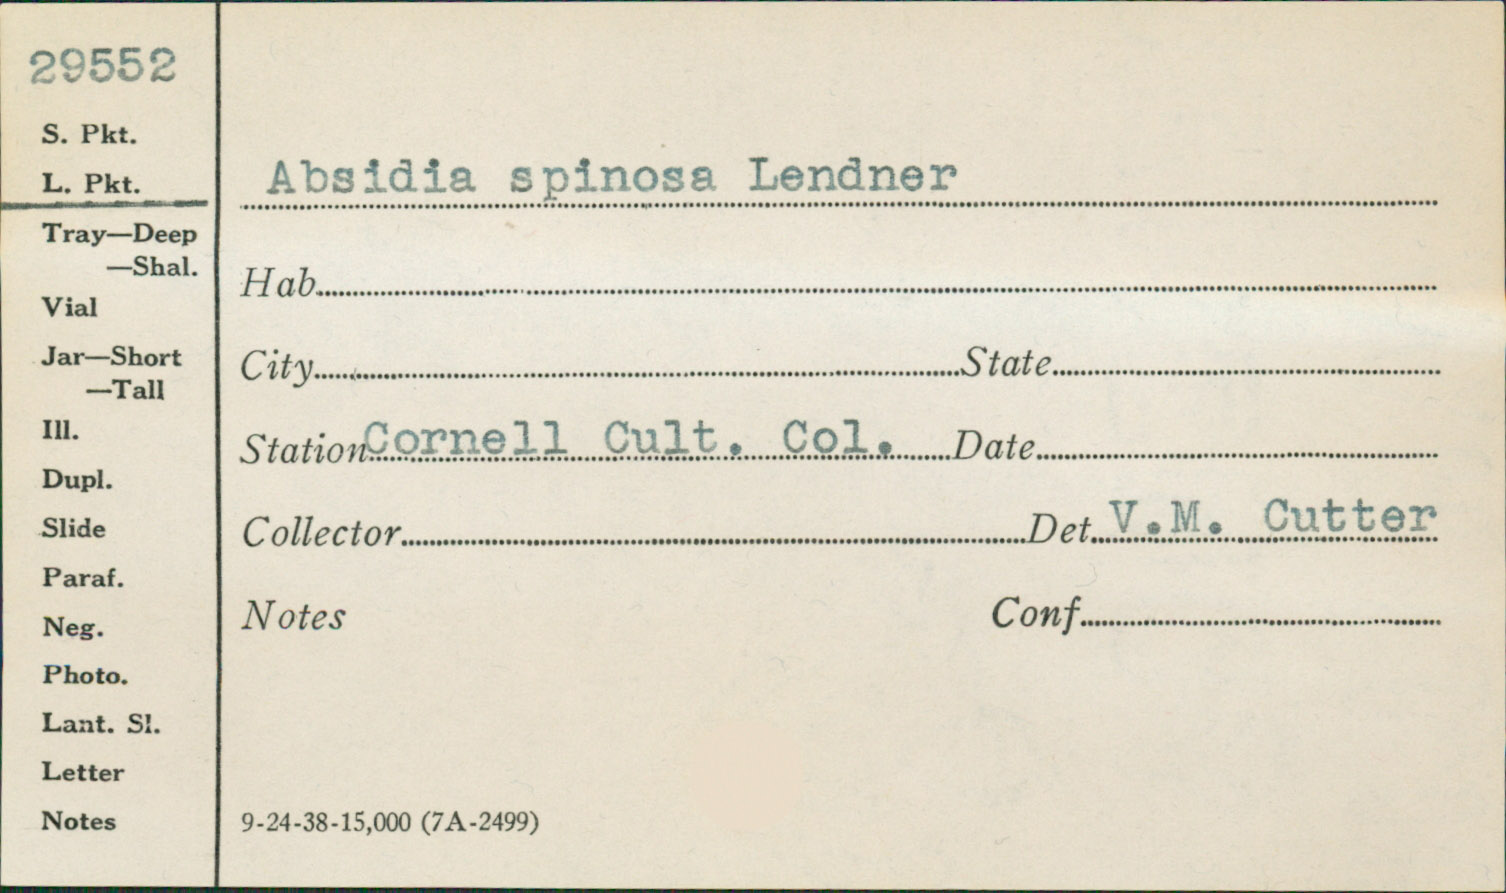 29552
S. Pkt.
L. Pkt.
Tray—Deep
—Shal.
Vial
Jar—Short
—Tall
Ill.
Dupl.
Slide
Paraf.
Neg.
Photo.
Lant. Sl.
Letter
Notes
Absidia spinosa Lendner
Hab.
City State
Station Cornell Cult. Col. Date
Collector Det. V.M. Cutter
Notes Conf.
9-24-38-15,000 (7A-2499)